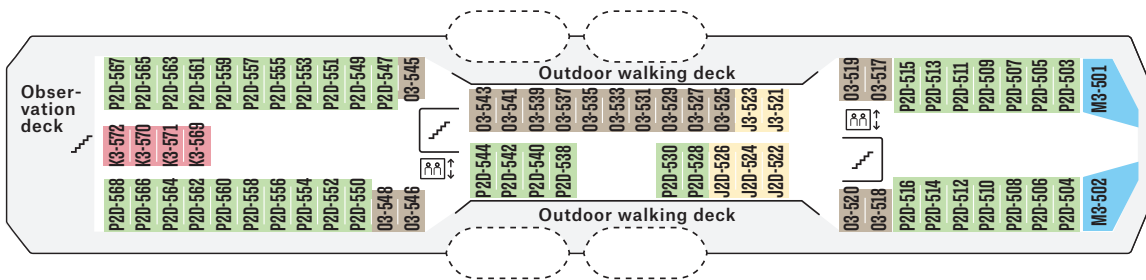 Outdoor walking deck
Obser-
vation
deck
P2D-567
P2D-565
P2D-563
P2D-561
P2D-559
P2D-557
P2D-555
P2D-553
P2D-551
P2D-549
P2D-547
O3-545
O3-543
O3-541
O3-539
O3-537
O3-535
O3-533
O3-531
O3-529
O3-527
O3-525
J3-523
J3-521
O3-519
O3-517
P2D-515
P2D-513
P2D-511
P2D-509
P2D-507
P2D-505
P2D-503
M3-501
K3-572
K3-570
K3-571
K3-569
P2D-544
P2D-542
P2D-540
P2D-538
P2D-530
P2D-528
J2D-526
J2D-524
J2D-522
P2D-568
P2D-566
P2D-564
P2D-562
P2D-560
P2D-558
P2D-556
P2D-554
P2D-552
P2D-550
O3-548
O3-546
O3-520
O3-518
P2D-516
P2D-514
P2D-512
P2D-510
P2D-508
P2D-506
P2D-504
M3-502
Outdoor walking deck